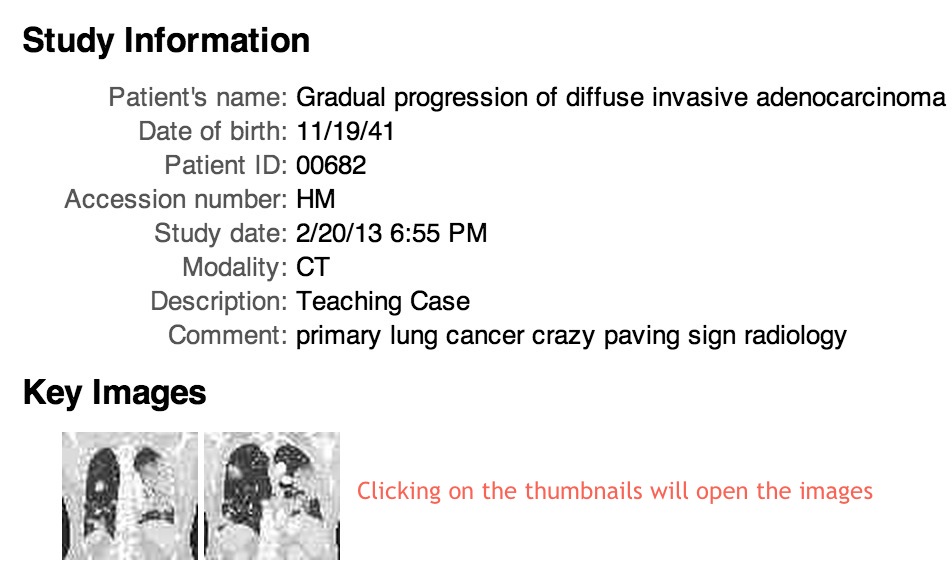 Study Information
Patient's name: Gradual progression of diffuse invasive adenocarcinoma
Date of birth: 11/19/41
Patient ID: 00682
Accession number: HM
Study date: 2/20/13 6:55 PM
Modality: CT
Description: Teaching Case
Comment: primary lung cancer crazy paving sign radiology
Key Images
Clicking on the thumbnails will open the images